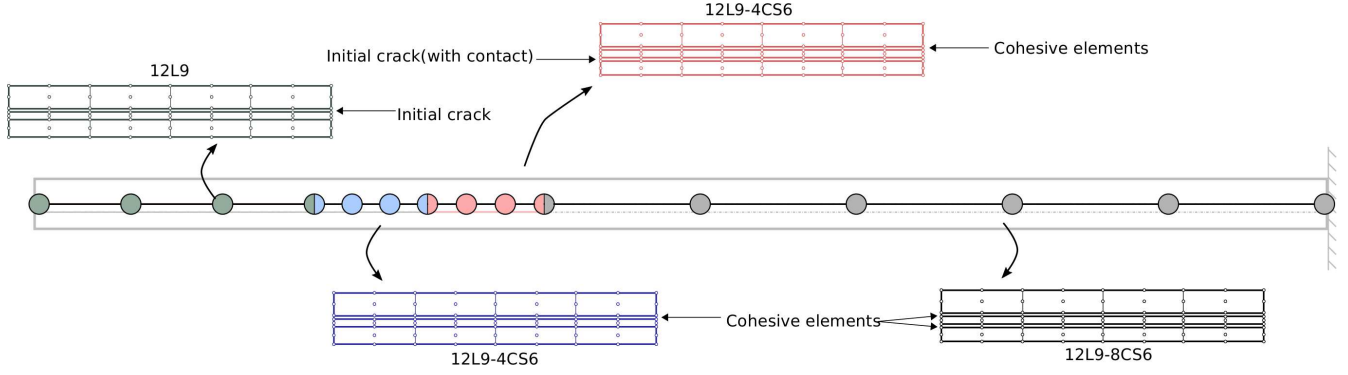 12L9-4CS6
Initial crack(with contact)
Cohesive elements
12L9
Initial crack
Cohesive elements
12L9-4CS6
12L9-8CS6